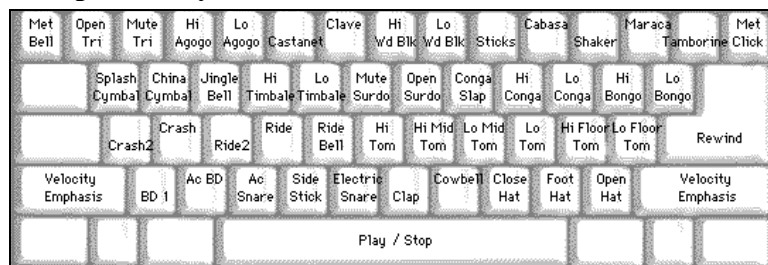 Met
Bell
Open
Tri
Mute
Tri
Hi
Agogo
Lo
Agogo
Castanet
Clave
Hi
Wd Blk
Lo
Wd Blk
Sticks
Cabasa
Shaker
Maraca
Tamborine
Met
Click
Splash
Cymbal
China
Cymbal
Jingle
Bell
Hi
Timbale
Lo
Timbale
Mute
Surdo
Open
Surdo
Conga
Slap
Hi
Conga
Lo
Conga
Hi
Bongo
Lo
Bongo
Crash2
Crash
Ride2
Ride
Ride
Bell
Hi
Tom
Hi Mid
Tom
Lo Mid
Tom
Lo
Tom
Hi Floor
Tom
Lo Floor
Tom
Rewind
Velocity
Emphasis
BD 1
Ac BD
Ac
Snare
Side
Stick
Electric
Snare
Clap
Cowbell
Close
Hat
Foot
Hat
Open
Hat
Velocity
Emphasis
Play / Stop